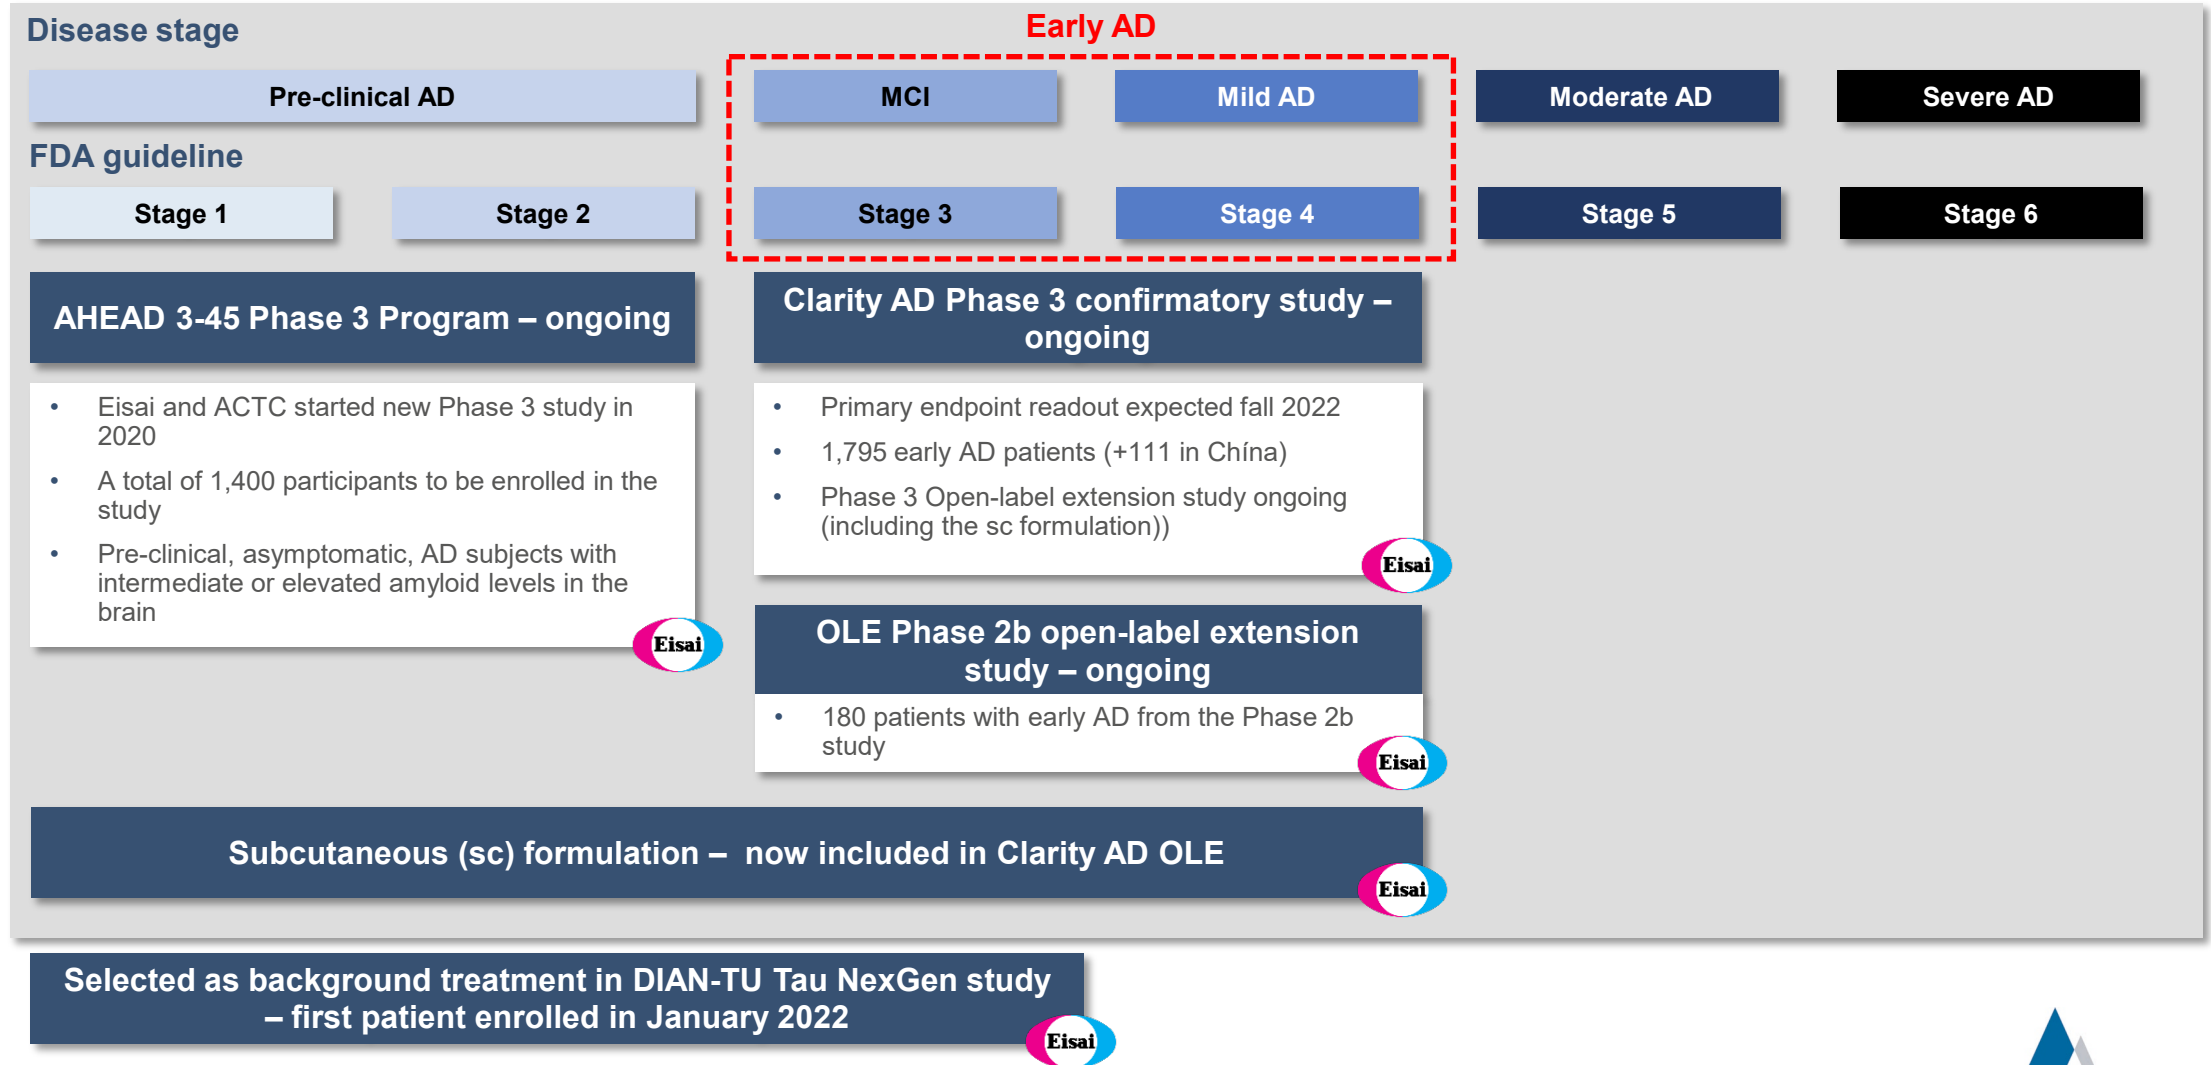 Disease stage
Early AD
Pre-clinical AD
MCI
Mild AD
Moderate AD
Severe AD
FDA guideline
Stage 1
Stage 2
Stage 3
Stage 4
Stage 5
Stage 6
AHEAD 3-45 Phase 3 Program – ongoing
• Eisai and ACTC started new Phase 3 study in
2020
• A total of 1,400 participants to be enrolled in the
study
• Pre-clinical, asymptomatic, AD subjects with
intermediate or elevated amyloid levels in the
brain
Eisai
Clarity AD Phase 3 confirmatory study –
ongoing
• Primary endpoint readout expected fall 2022
• 1,795 early AD patients (+111 in Chína)
• Phase 3 Open-label extension study ongoing
(including the sc formulation))
Eisai
OLE Phase 2b open-label extension
study – ongoing
• 180 patients with early AD from the Phase 2b
study
Eisai
Subcutaneous (sc) formulation – now included in Clarity AD OLE
Eisai
Selected as background treatment in DIAN-TU Tau NexGen study
– first patient enrolled in January 2022
Eisai